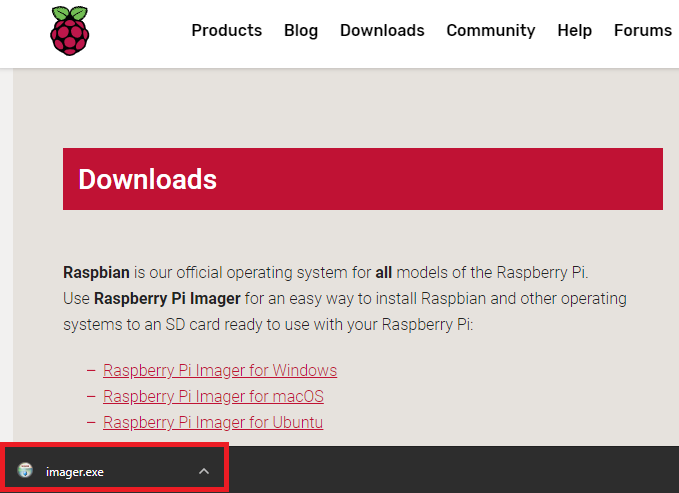 Products Blog Downloads Community Help Forums
Downloads
Raspbian is our official operating system for all models of the Raspberry Pi.
Use Raspberry Pi Imager for an easy way to install Raspbian and other operating
systems to an SD card ready to use with your Raspberry Pi:
– Raspberry Pi Imager for Windows
– Raspberry Pi Imager for macOS
– Raspberry Pi Imager for Ubuntu
imager.exe